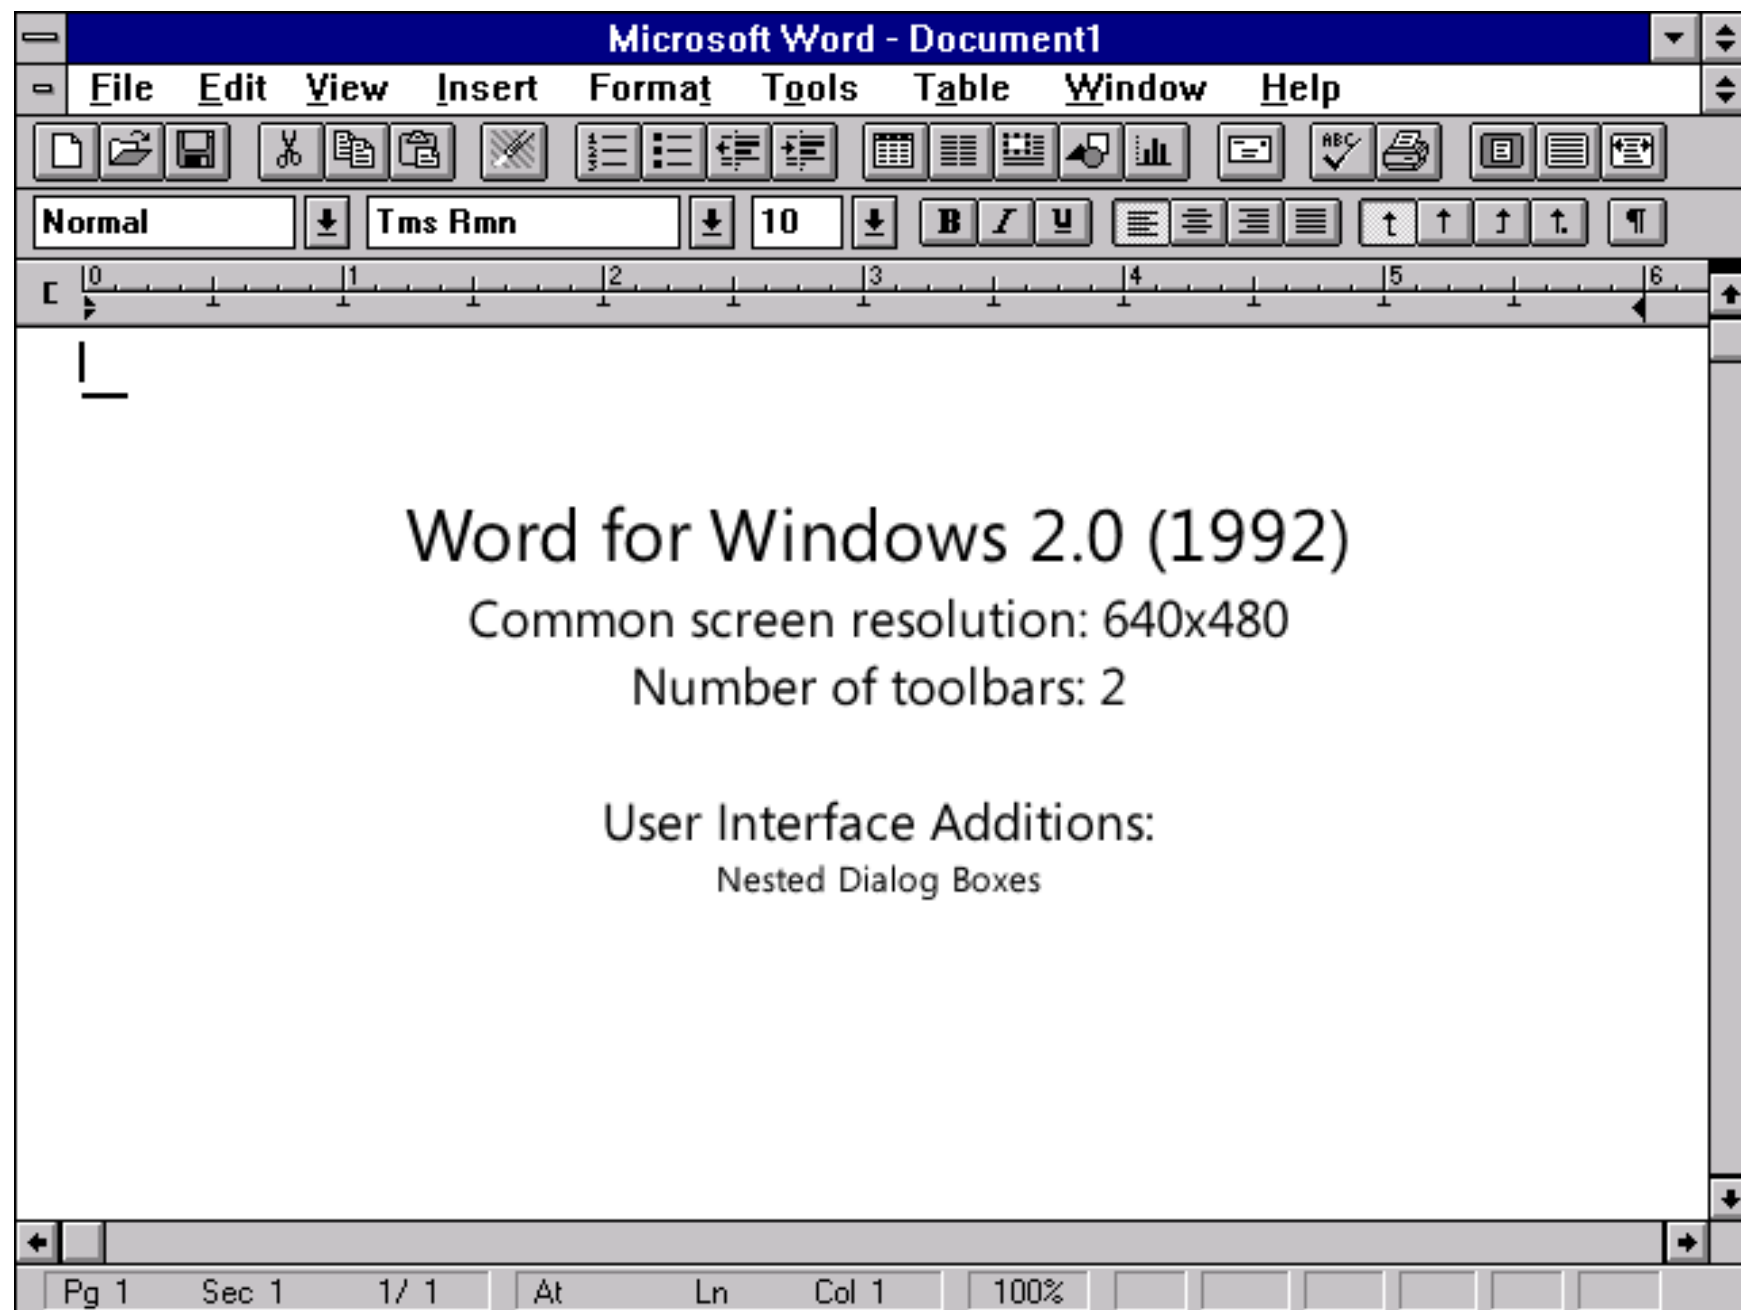 Microsoft Word - Document1
File Edit View Insert Format Tools Table Window Help
ABC
Normal Tms Rmn 10 B I U ¶
0 1 2 3 4 5 6
Word for Windows 2.0 (1992)
Common screen resolution: 640x480
Number of toolbars: 2
User Interface Additions:
Nested Dialog Boxes
Pg 1 Sec 1 1/ 1 At Ln Col 1 100%